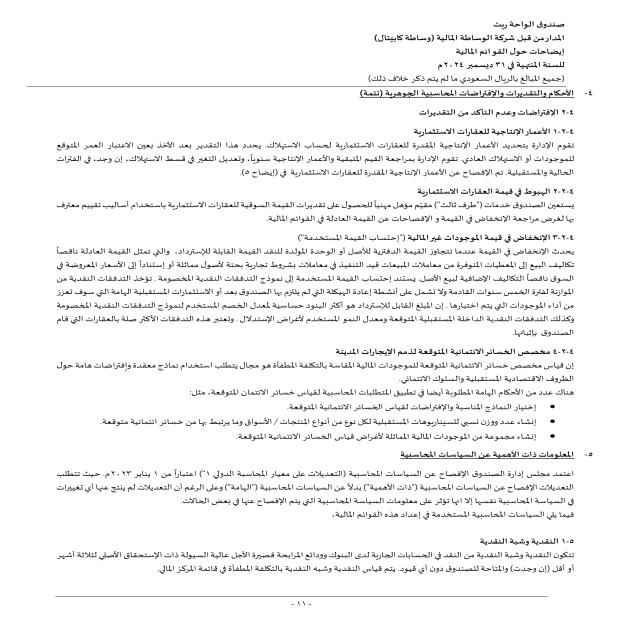 صندوق الواحة ريت
المدار من قبل شركة الوساطة المالية (وساطة كابيتال)
إيضاحات حول القوائم المالية
للسنة المنتهية في ٣١ ديسمبر ٢٠٢٤م
(جميع المبالغ بالريال السعودي ما لم يتم ذكر خلاف ذلك)
٤- الأحكام والتقديرات والإفتراضات المحاسبية الجوهرية (تتمة)
٤-٢ الإفتراضات وعدم التأكد من التقديرات
٤-٢-١ الأعمار الإنتاجية للعقارات الاستثمارية
تقوم الإدارة بتحديد الأعمار الإنتاجية المقدرة للعقارات الاستثمارية لحساب الاستهلاك. يحدد هذا التقدير بعد الأخذ بعين الاعتبار العمر المتوقع
للموجودات أو الاستهلاك العادي. تقوم الإدارة بمراجعة القيم المتبقية والأعمار الإنتاجية سنوياً، وتعديل التغير في قسط الاستهلاك، إن وجد، في الفترات
الحالية والمستقبلية. تم الإفصاح عن الأعمار الإنتاجية المقدرة للعقارات الاستثمارية في (إيضاح ٥).
٤-٢-٢ الهبوط في قيمة العقارات الاستثمارية
يستعين الصندوق خدمات ("طرف ثالث") مقيّم مؤهل مهنياً للحصول على تقديرات القيمة السوقية للعقارات الاستثمارية باستخدام أساليب تقييم معترف
بها لغرض مراجعة الإنخفاض في القيمة و الإفصاحات عن القيمة العادلة في القوائم المالية.
٤-٢-٣ الإنخفاض في قيمة الموجودات غير المالية ("إحتساب القيمة المستخدمة")
يحدث الإنخفاض في القيمة عندما تتجاوز القيمة الدفترية للأصل أو الوحدة المولدة للنقد القيمة القابلة للإسترداد، والتي تمثل القيمة العادلة ناقصاً
تكاليف البيع إلى المعطيات المتوفرة من معاملات المبيعات قيد التنفيذ في معاملات بشروط تجارية بحتة لأصول مماثلة أو إستناداً إلى الأسعار المعروضة في
السوق ناقصاً التكاليف الإضافية لبيع الأصل. يستند إحتساب القيمة المستخدمة إلى نموذج التدفقات النقدية المخصومة . تؤخذ التدفقات النقدية من
الموازنة لفترة الخمس سنوات القادمة ولا تشمل على أنشطة إعادة الهيكلة التي لم يلتزم بها الصندوق بعد أو الاستثمارات المستقبلية الهامة التي سوف تعزز
من أداء الموجودات التي يتم اختبارها . إن المبلغ القابل للإسترداد هو أكثر البنود حساسية لمعدل الخصم المستخدم لنموذج التدفقات النقدية المخصومة
وكذلك التدفقات النقدية الداخلة المستقبلية المتوقعة ومعدل النمو المستخدم لأغراض الإستدلال . وتعتبر هذه التدفقات الأكثر صلة بالعقارات التي قام
الصندوق بإثباتها.
٤-٢-٤ مخصص الخسائر الائتمانية المتوقعة لذمم الإيجارات المدينة
إن قياس مخصص خسائر الائتمانية المتوقعة للموجودات المالية المقاسة بالتكلفة المطفأة هو مجال يتطلب استخدام نماذج معقدة وإفتراضات هامة حول
الظروف الاقتصادية المستقبلية والسلوك الائتماني.
هناك عدد من الأحكام الهامة المطلوبة أيضا في تطبيق المتطلبات المحاسبية لقياس خسائر الائتمان المتوقعة، مثل:
• إختيار النماذج المناسبة والإفتراضات لقياس الخسائر الائتمانية المتوقعة.
• إنشاء عدد ووزن نسبي للسيناريوهات المستقبلية لكل نوع من أنواع المنتجات / الأسواق وما يرتبط بها من خسائر ائتمانية متوقعة.
• إنشاء مجموعة من الموجودات المالية المماثلة لأغراض قياس الخسائر الائتمانية المتوقعة.
٥- المعلومات ذات الأهمية عن السياسات المحاسبية
اعتمد مجلس إدارة الصندوق الإفصاح عن السياسات المحاسبية (التعديلات على معيار المحاسبة الدولي ١") اعتباراً من ١ يناير ٢٠٢٣م. حيث تتطلب
التعديلات الإفصاح عن السياسات المحاسبية ("ذات الأهمية") بدلاً عن السياسات المحاسبية ("الهامة") وعلى الرغم أن التعديلات لم ينتج عنها أي تغييرات
في السياسة المحاسبية نفسها إلا انها تؤثر على معلومات السياسة المحاسبية التي يتم الإفصاح عنها في بعض الحالات.
فيما يلي السياسات المحاسبية المستخدمة في إعداد هذه القوائم المالية،
٥-١ النقدية وشبة النقدية
تتكون النقدية وشبة النقدية من النقد في الحسابات الجارية لدى البنوك وودائع المرابحة قصيرة الأجل عالية السيولة ذات الإستحقاق الأصلي لثلاثة أشهر
أو أقل (إن وجدت) والمتاحة للصندوق دون أي قيود. يتم قياس النقدية وشبه النقدية بالتكلفة المطفأة في قائمة المركز المالي.
- ١١ -